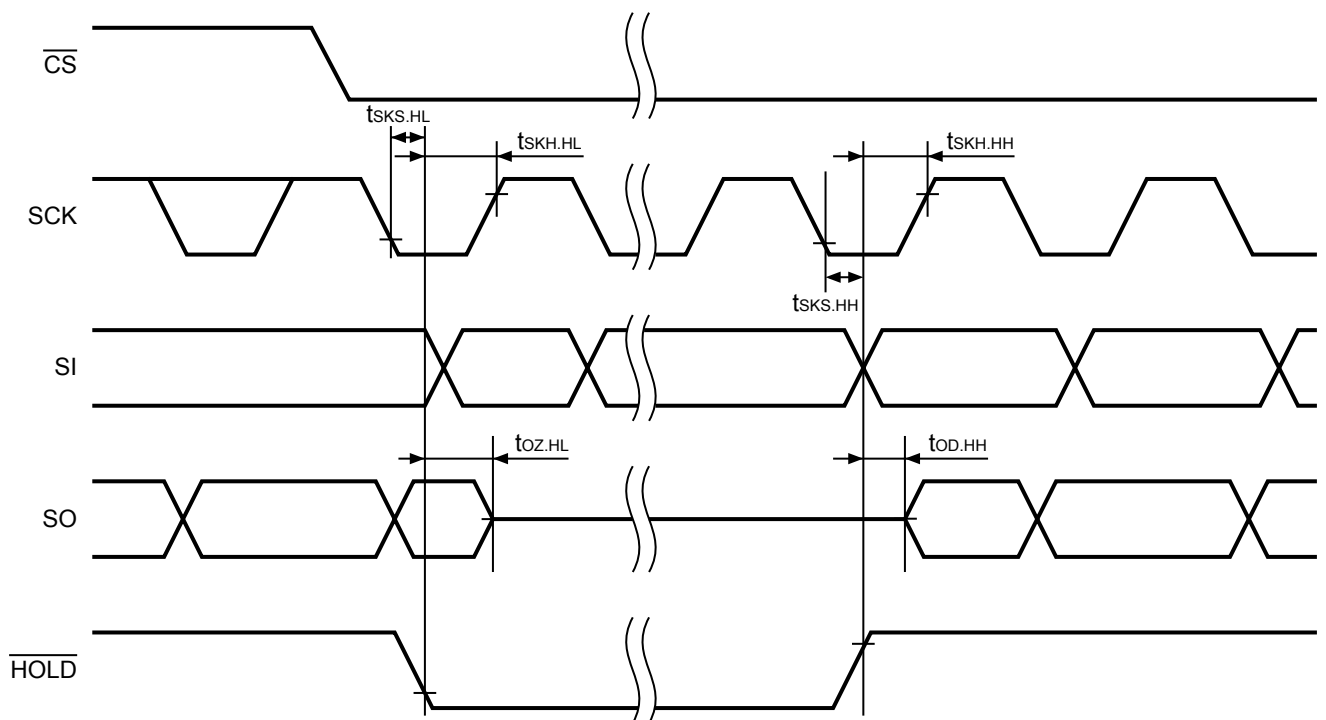 CS
tSKS.HL
tSKH.HL
tSKH.HH
SCK
tSKS.HH
SI
tOZ.HL
tOD.HH
SO
HOLD